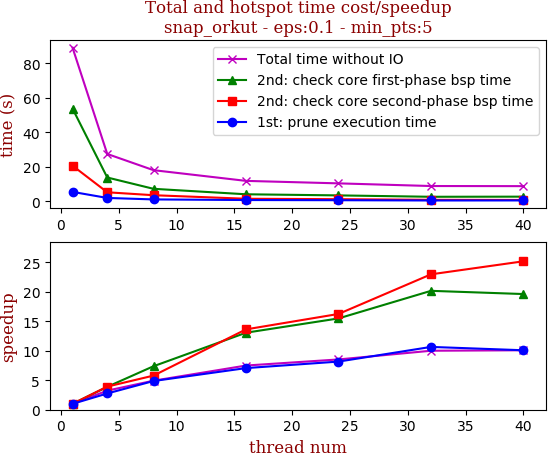 Total and hotspot time cost/speedup
snap_orkut - eps:0.1 - min_pts:5
time (s)
80
60
40
20
0
Total time without IO
2nd: check core first-phase bsp time
2nd: check core second-phase bsp time
1st: prune execution time
0 5 10 15 20 25 30 35 40
speedup
25
20
15
10
5
0
0 5 10 15 20 25 30 35 40
thread num